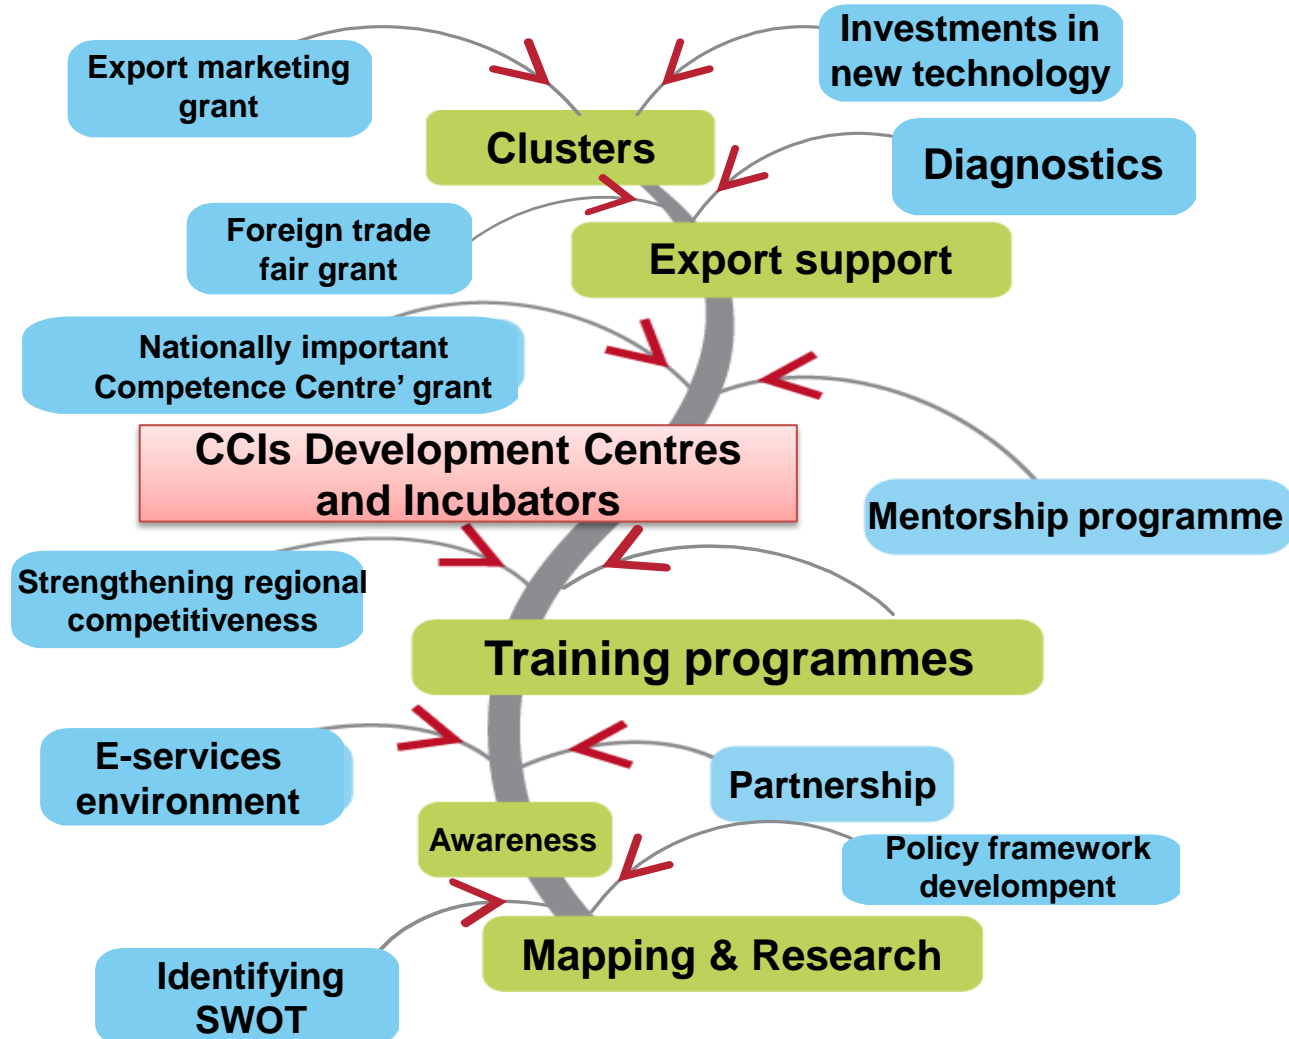 Export marketing
grant
Investments in
new technology
Clusters
Diagnostics
Foreign trade
fair grant
Export support
Nationally important
Competence Centre’ grant
CCIs Development Centres
and Incubators
Mentorship programme
Strengthening regional
competitiveness
Training programmes
E-services
environment
Partnership
Awareness
Policy framework
develompent
Mapping & Research
Identifying
SWOT